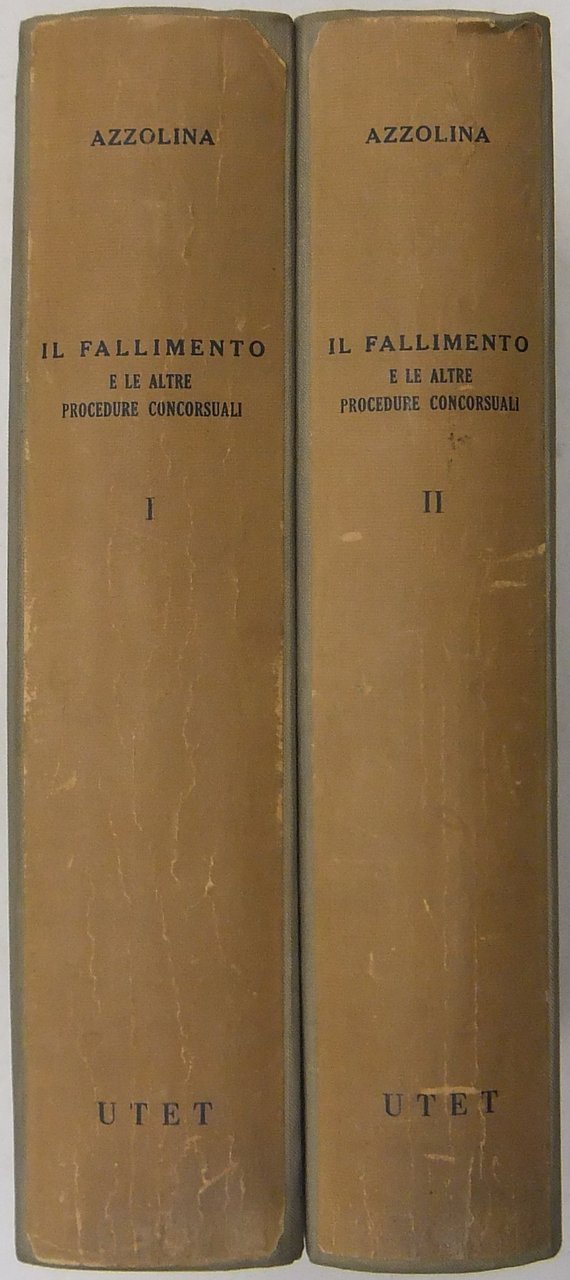 AZZOLINA
IL FALLIMENTO
E LE ALTRE
PROCEDURE CONCORSUALI
I
UTET
AZZOLINA
IL FALLIMENTO
E LE ALTRE
PROCEDURE CONCORSUALI
II
UTET